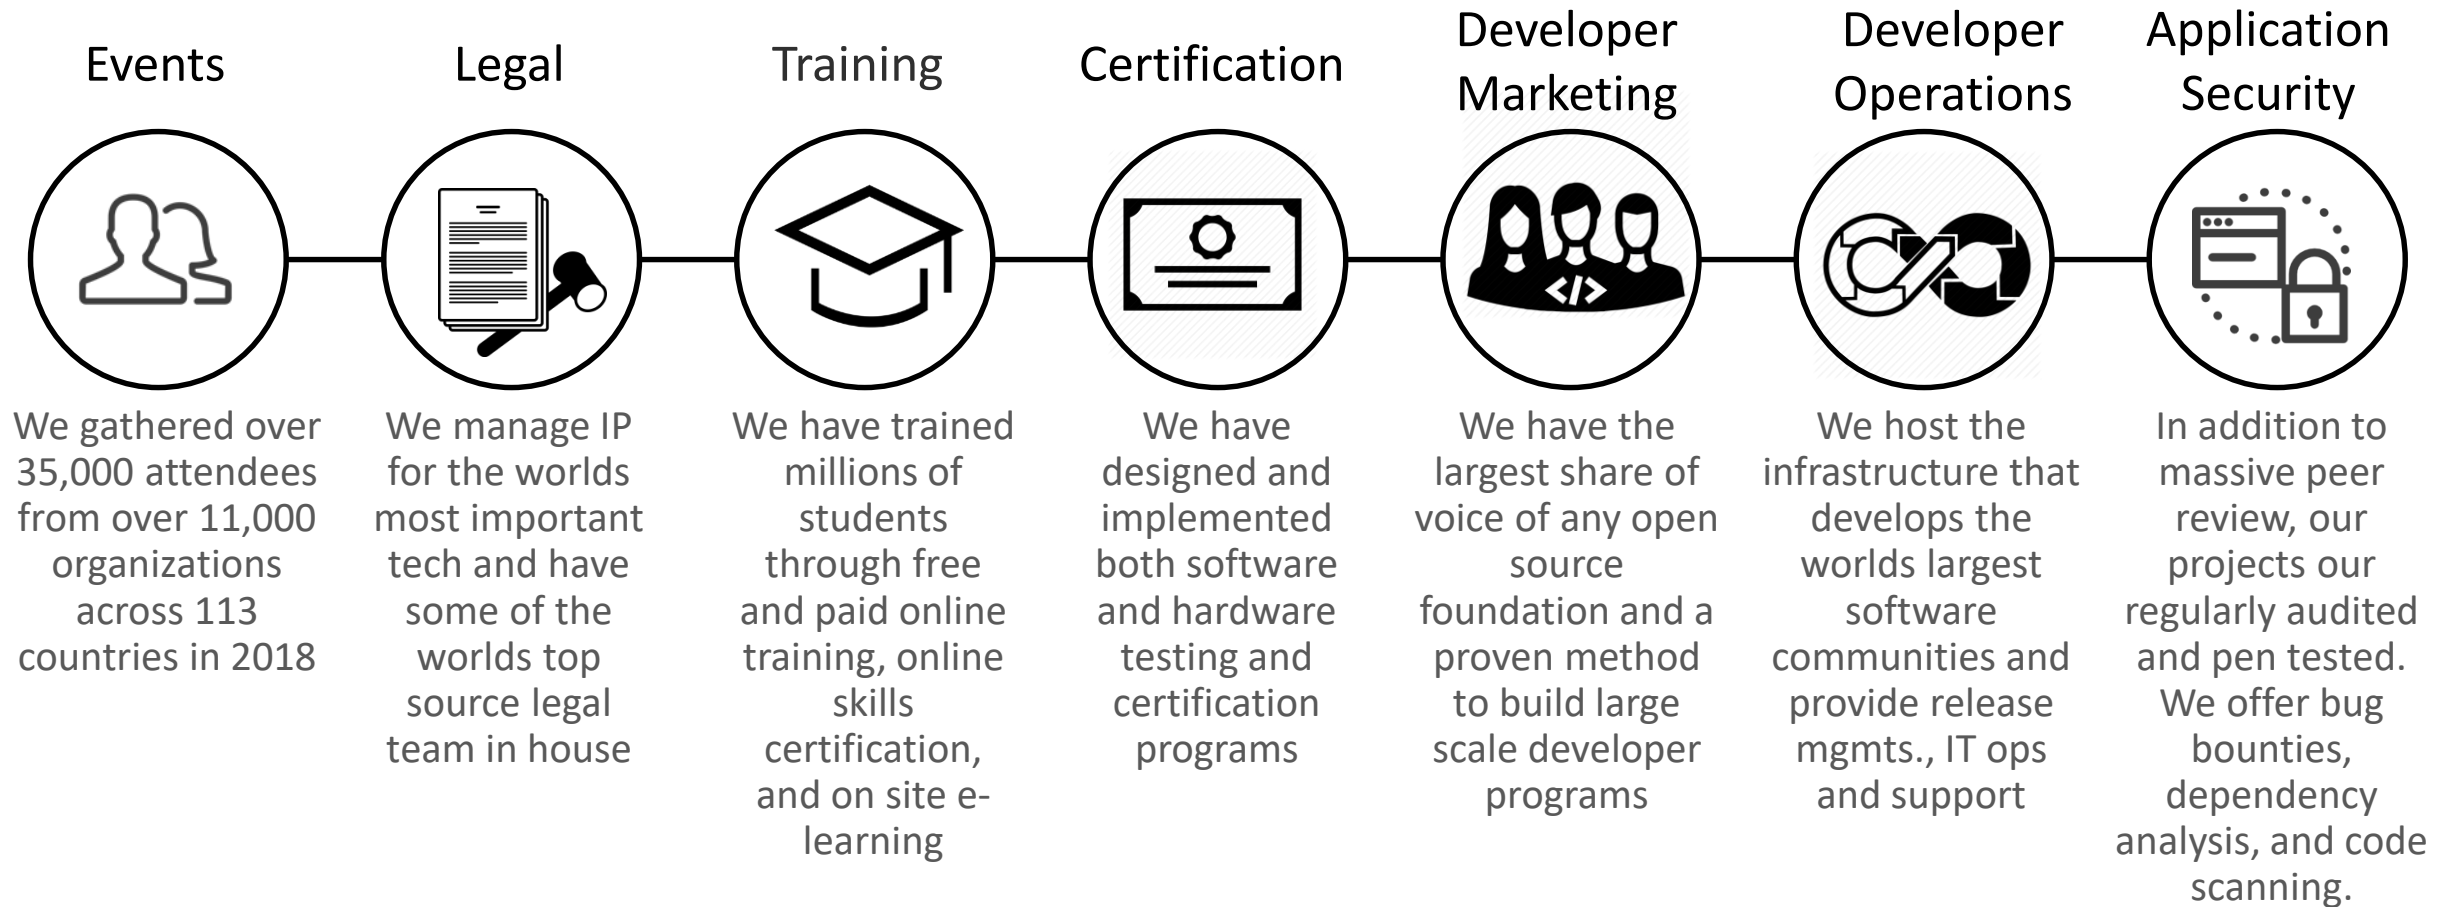 Events
We gathered over
35,000 attendees
from over 11,000
organizations
across 113
countries in 2018
Legal
We manage IP
for the worlds
most important
tech and have
some of the
worlds top
source legal
team in house
Training
We have trained
millions of
students
through free
and paid online
training, online
skills
certification,
and on site e-
learning
Certification
We have
designed and
implemented
both software
and hardware
testing and
certification
programs
Developer
Marketing
We have the
largest share of
voice of any open
source
foundation and a
proven method
to build large
scale developer
programs
Developer
Operations
We host the
infrastructure that
develops the
worlds largest
software
communities and
provide release
mgmts., IT ops
and support
Application
Security
In addition to
massive peer
review, our
projects our
regularly audited
and pen tested.
We offer bug
bounties,
dependency
analysis, and code
scanning.